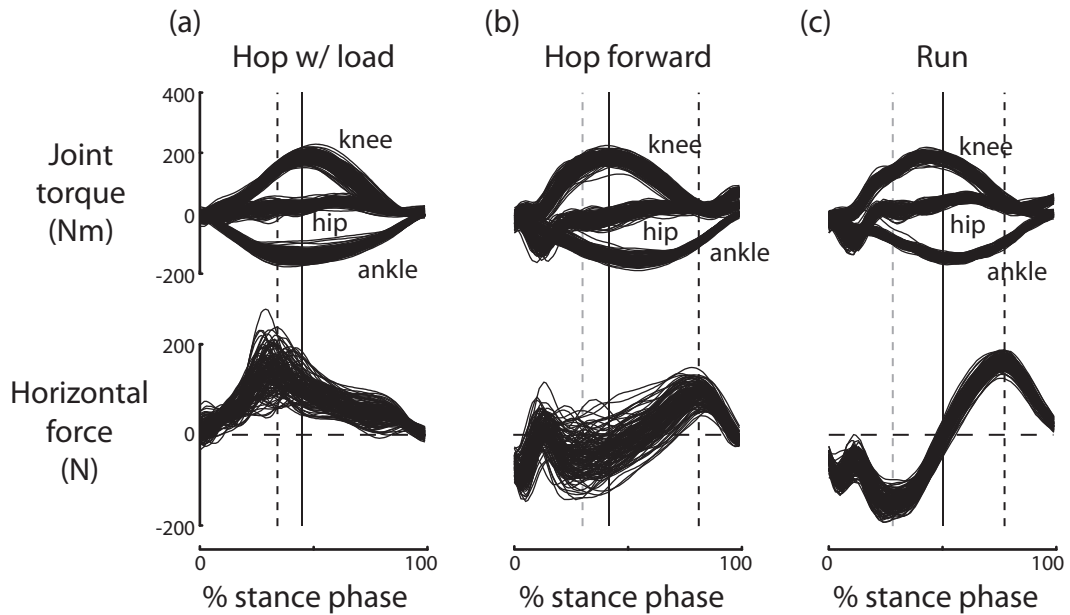 (a)
(b)
(c)
Hop w/ load
Hop forward
Run
Joint
torque
(Nm)
400
200
0
-200
knee
hip
ankle
knee
hip
ankle
knee
hip
ankle
Horizontal
force
(N)
200
0
-200
0
100
0
100
0
100
% stance phase
% stance phase
% stance phase